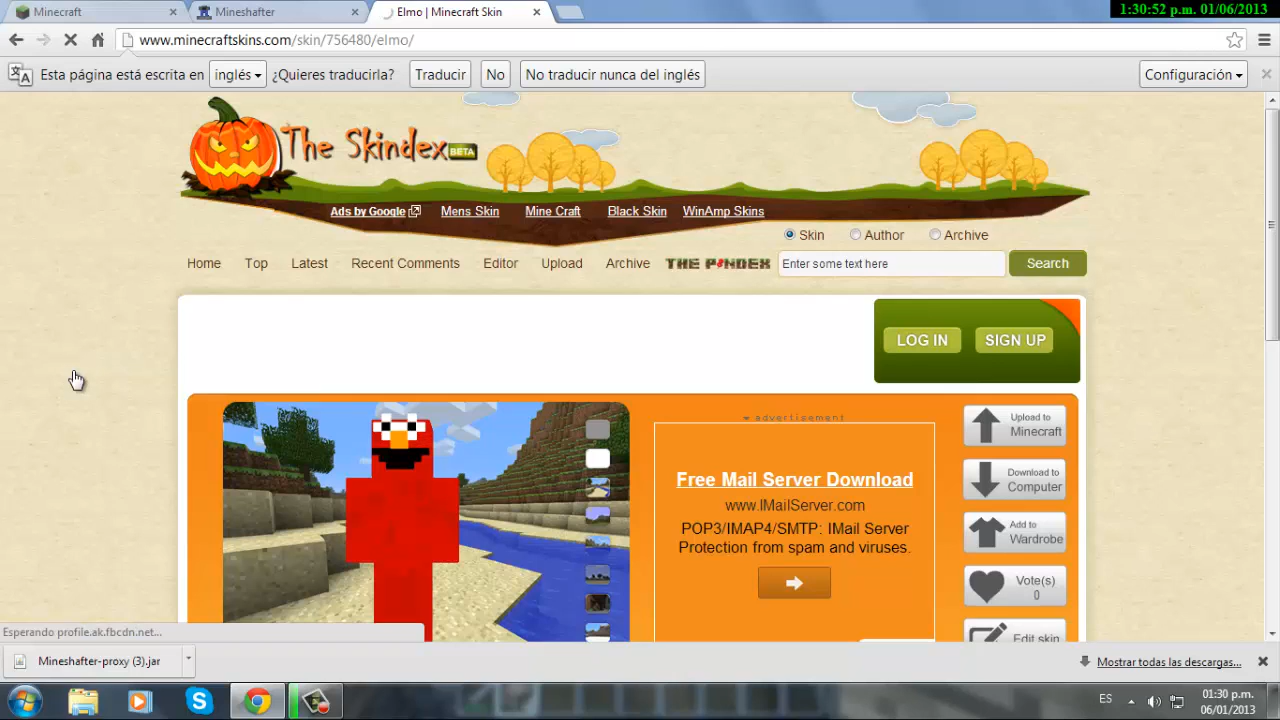 1:30:52 p.m. 01/06/2013
Minecraft
Mineshafter
Elmo | Minecraft Skin
www.minecraftskins.com/skin/756480/elmo/
Esta página está escrita en inglés ¿Quieres traducirla? Traducir No No traducir nunca del inglés Configuración
The Skindex BETA
Ads by Google Mens Skin Mine Craft Black Skin WinAmp Skins
Skin Author Archive
Home Top Latest Recent Comments Editor Upload Archive THE PINDEX Enter some text here Search
LOG IN SIGN UP
advertisement
Free Mail Server Download
www.IMailServer.com
POP3/IMAP4/SMTP: IMail Server
Protection from spam and viruses.
Upload to
Minecraft
Download to
Computer
Add to
Wardrobe
Vote(s)
0
Edit skin
Esperando profile.ak.fbcdn.net...
Mineshafter-proxy (3).jar
Mostrar todas las descargas...
ES
01:30 p.m.
06/01/2013